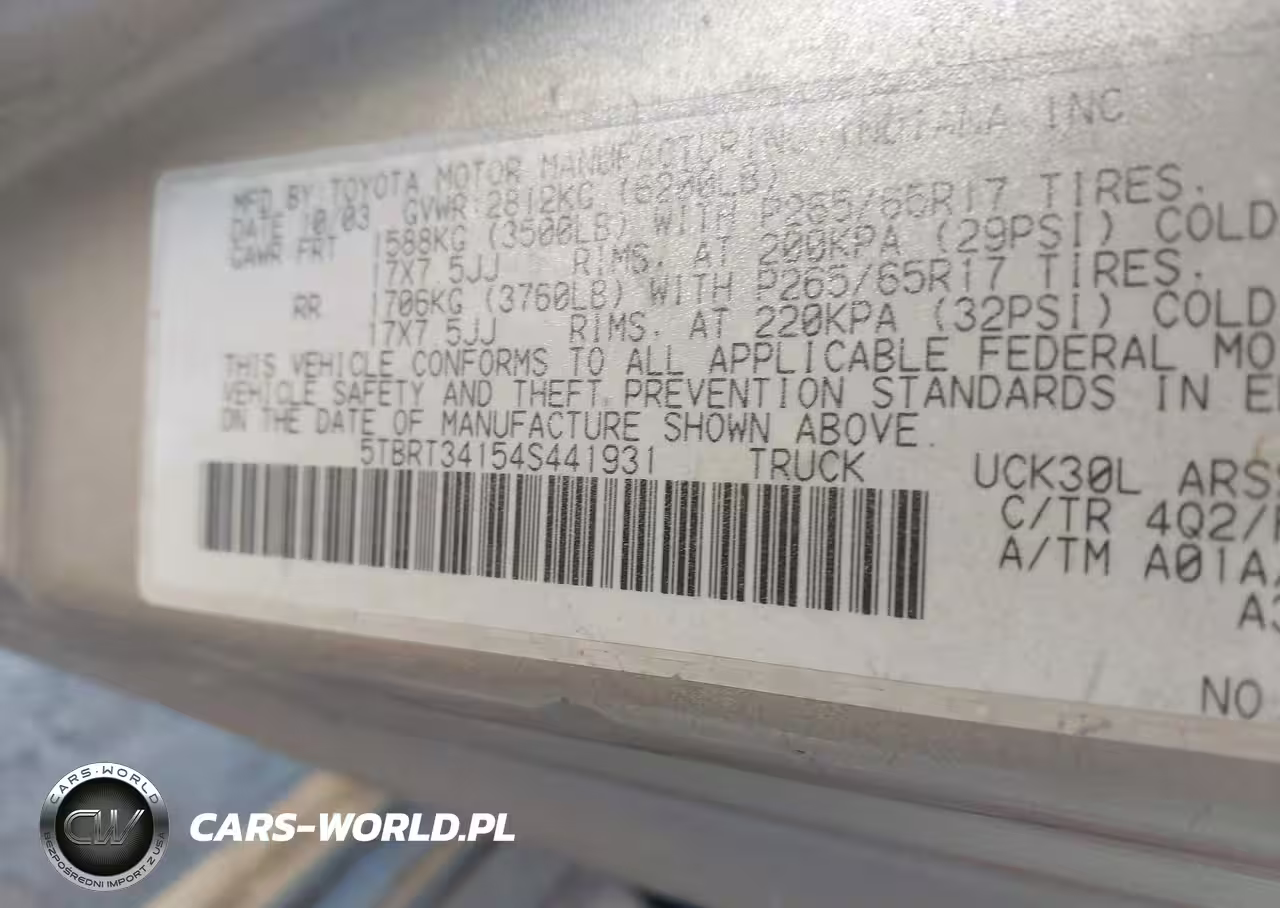 MFD BY TOYOTA MOTOR MANUFACTURING INDIANA INC
DATE 10/03 GVWR 2812KG (6200LB)
GAWR FRT 1588KG (3500LB) WITH P265/65R17 TIRES.
17X7.5JJ RIMS. AT 200KPA (29PSI) COLD
RR 1706KG (3760LB) WITH P265/65R17 TIRES.
17X7.5JJ RIMS. AT 220KPA (32PSI) COLD
THIS VEHICLE CONFORMS TO ALL APPLICABLE FEDERAL MO
VEHICLE SAFETY AND THEFT PREVENTION STANDARDS IN E
ON THE DATE OF MANUFACTURE SHOWN ABOVE.
5TBRT34154S441931 TRUCK UCK30L ARS
C/TR 4Q2/
A/TM A01A
A3
NO
CARS-WORLD
CW
BEZPOŚREDNI IMPORT Z USA
CARS-WORLD.PL